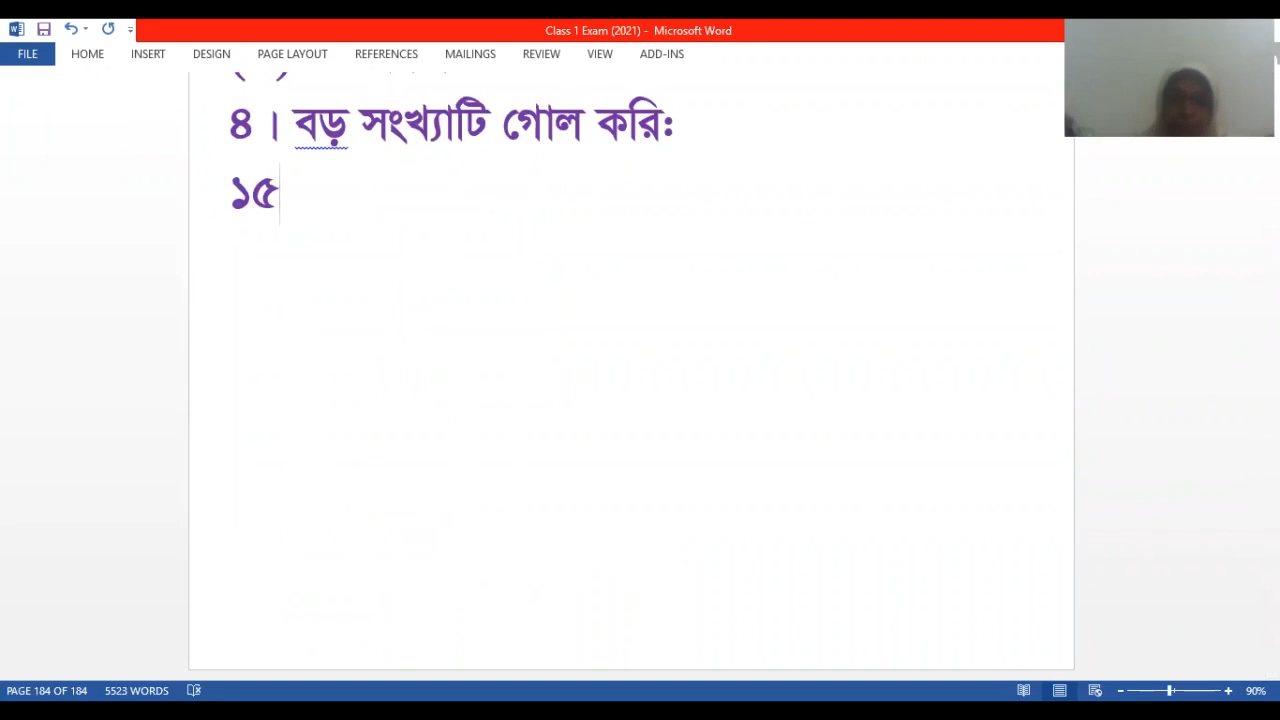 Class 1 Exam (2021) - Microsoft Word
FILE HOME INSERT DESIGN PAGE LAYOUT REFERENCES MAILINGS REVIEW VIEW ADD-INS
৪ । বড় সংখ্যাটি গোল করি:
১৫
PAGE 184 OF 184 5523 WORDS 90%